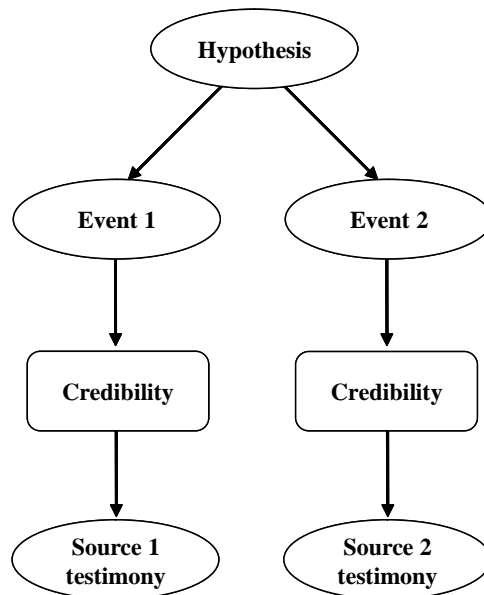 Hypothesis
Event 1
Event 2
Credibility
Credibility
Source 1
testimony
Source 2
testimony